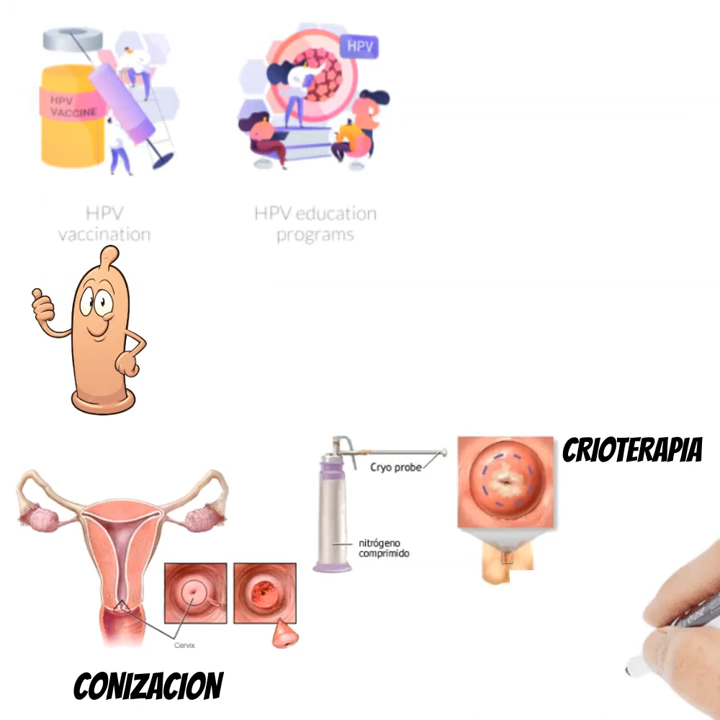 HPV
HPV
VACCINE
HPV
vaccination
HPV education
programs
CRIOTERAPIA
Cryo probe
nitrógeno
comprimido
Cervix
CONIZACION